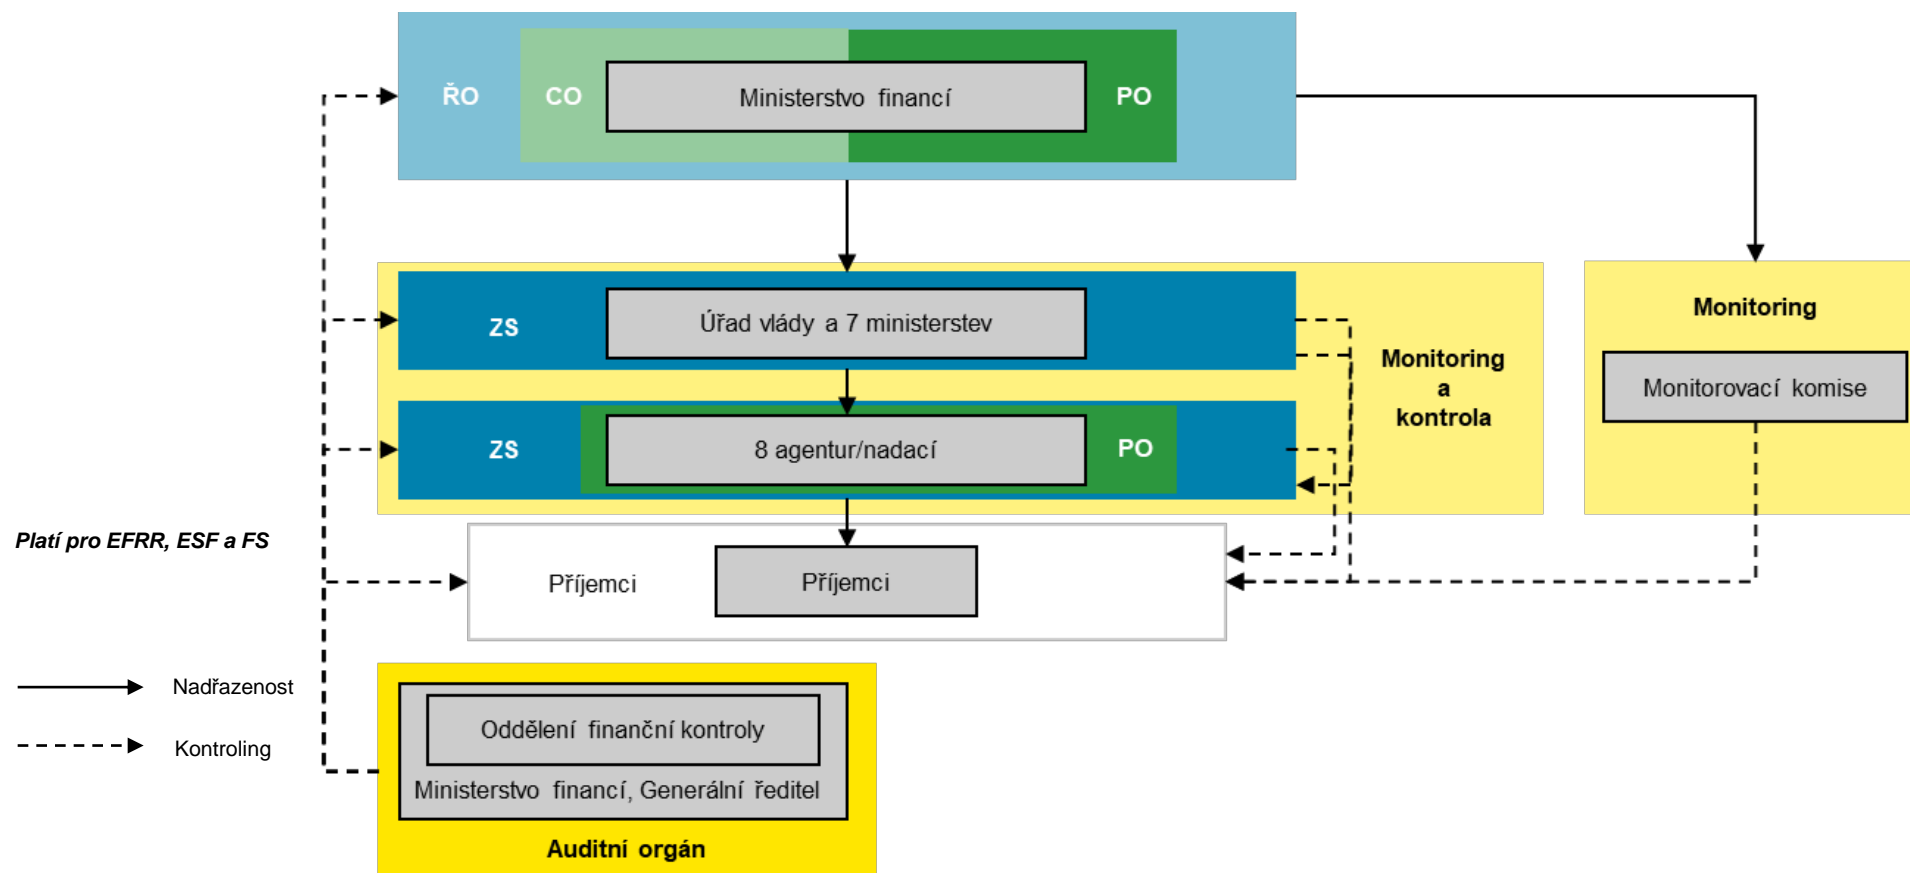 ŘO
CO
Ministerstvo financí
PO
ZS
Úřad vlády a 7 ministerstev
Monitoring
a
kontrola
Monitoring
Monitorovací komise
ZS
8 agentur/nadací
PO
Platí pro EFRR, ESF a FS
Příjemci
Příjemci
Nadřazenost
Kontroling
Oddělení finanční kontroly
Ministerstvo financí, Generální ředitel
Auditní orgán